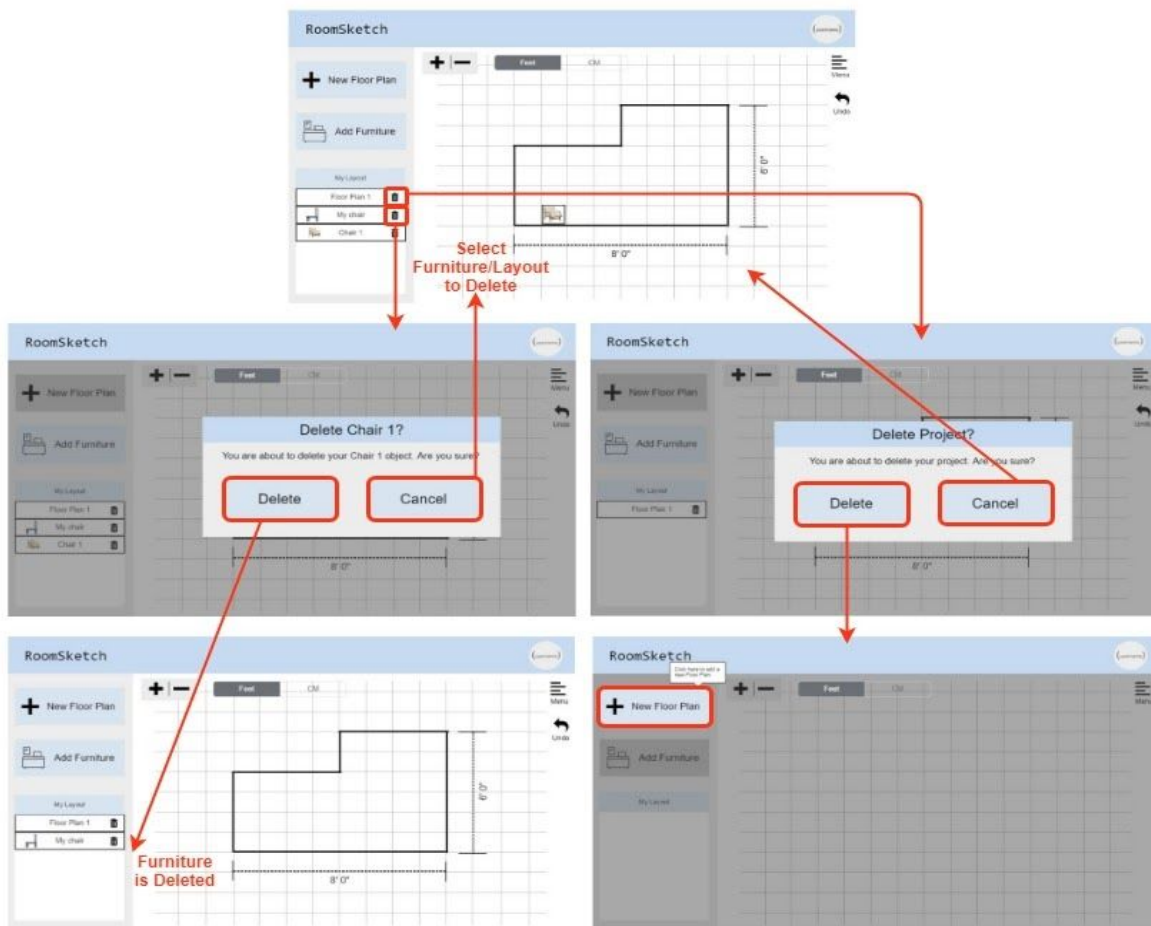 RoomSketch
New Floor Plan
Feet
CM
Menu
Add Furniture
Undo
My Layout
Floor Plan 1
My chair
Chair 1
6' 0"
8' 0"
Select
Furniture/Layout
to Delete
RoomSketch
New Floor Plan
Feet
CM
Menu
Add Furniture
Undo
My Layout
Floor Plan 1
My chair
Chair 1
Delete Chair 1?
You are about to delete your Chair 1 object. Are you sure?
Delete
Cancel
8' 0"
RoomSketch
New Floor Plan
Feet
CM
Menu
Add Furniture
Undo
My Layout
Floor Plan 1
Delete Project?
You are about to delete your project. Are you sure?
Delete
Cancel
8' 0"
RoomSketch
New Floor Plan
Feet
CM
Menu
Add Furniture
Undo
My Layout
Floor Plan 1
My chair
6' 0"
8' 0"
Furniture
is Deleted
RoomSketch
Click here to add a
new Floor Plan
New Floor Plan
Feet
CM
Menu
Add Furniture
My Layout